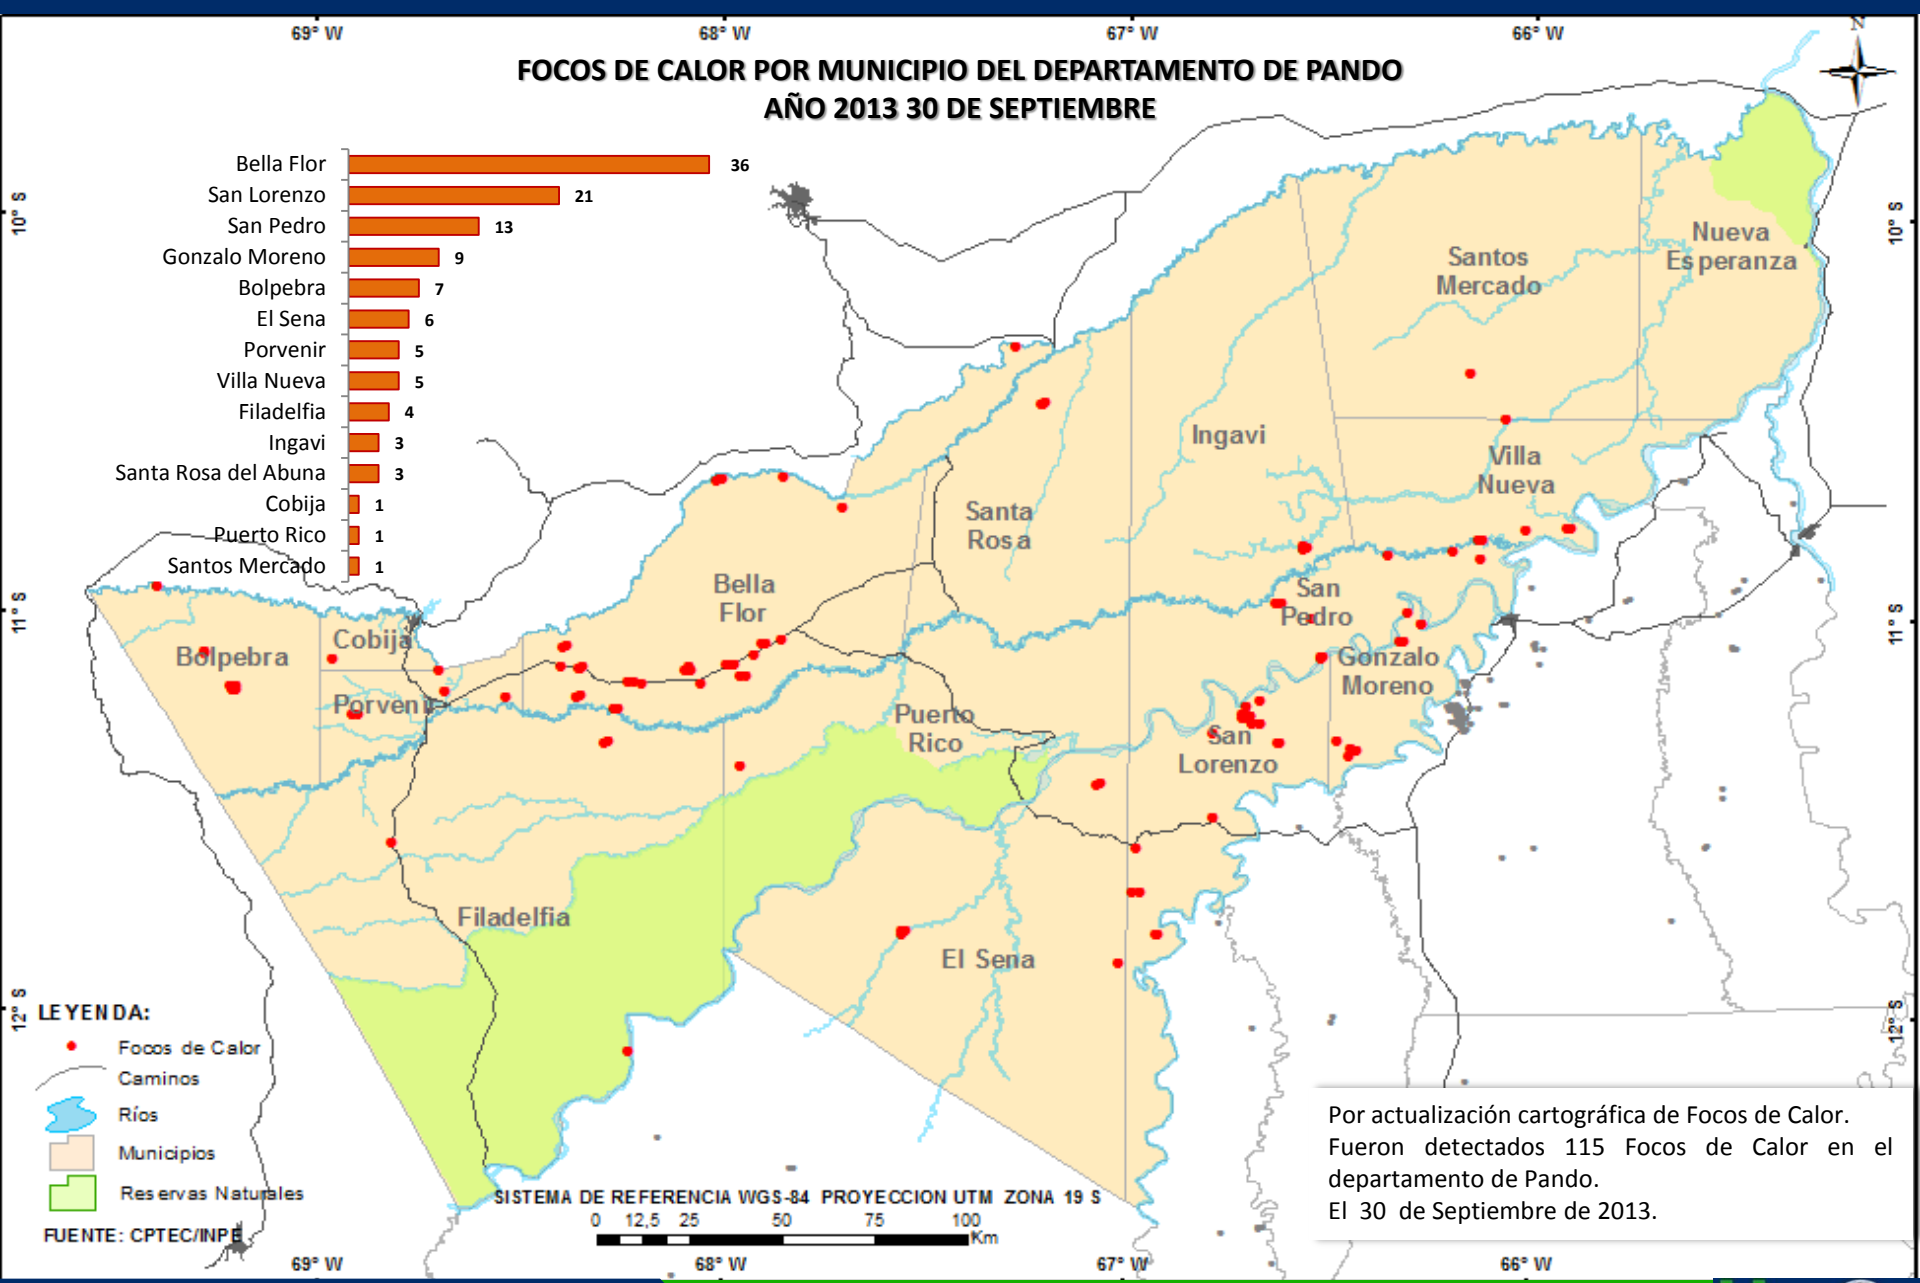 69° W 68° W 67° W 66° W
N
FOCOS DE CALOR POR MUNICIPIO DEL DEPARTAMENTO DE PANDO
AÑO 2013 30 DE SEPTIEMBRE
Bella Flor 36
San Lorenzo 21
San Pedro 13
Gonzalo Moreno 9
Bolpebra 7
El Sena 6
Porvenir 5
Villa Nueva 5
Filadelfia 4
Ingavi 3
Santa Rosa del Abuna 3
Cobija 1
Puerto Rico 1
Santos Mercado 1
10° S
10° S
11° S
11° S
12° S
12° S
Nueva
Esperanza
Santos
Mercado
Ingavi
Villa
Nueva
Santa
Rosa
Bella
Flor
San
Pedro
Cobija
Bolpebra
Porvenir
Gonzalo
Moreno
Puerto
Rico
San
Lorenzo
Filadelfia
El Sena
LEYENDA:
Focos de Calor
Caminos
Ríos
Municipios
Reservas Naturales
FUENTE: CPTEC/INPE
SISTEMA DE REFERENCIA WGS-84 PROYECCION UTM ZONA 19 S
0 12,5 25 50 75 100
Km
Por actualización cartográfica de Focos de Calor.
Fueron detectados 115 Focos de Calor en el
departamento de Pando.
El 30 de Septiembre de 2013.
69° W 68° W 67° W 66° W